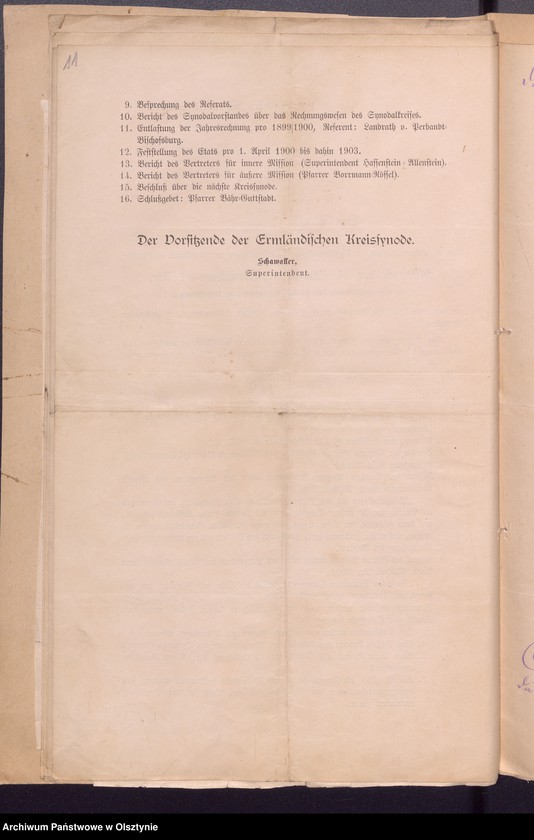 11
9. Besprechung des Referats.
10. Bericht des Synodalvorstandes über das Rechnungswesen des Synodalkreises.
11. Entlastung der Jahresrechnung pro 1899/1900, Referent: Landrath v. Perbandt-
Bischofsburg.
12. Feststellung des Etats pro 1. April 1900 bis dahin 1903.
13. Bericht des Vertreters für innere Mission (Superintendent Hassenstein-Allenstein).
14. Bericht des Vertreters für äußere Mission (Pfarrer Borrmann-Rössel).
15. Beschluß über die nächste Kreissynode.
16. Schlußgebet: Pfarrer Bähr-Guttstadt.
Der Vorsitzende der Ermländischen Kreissynode.
Schawaller,
Superintendent.
Archiwum Państwowe w Olsztynie